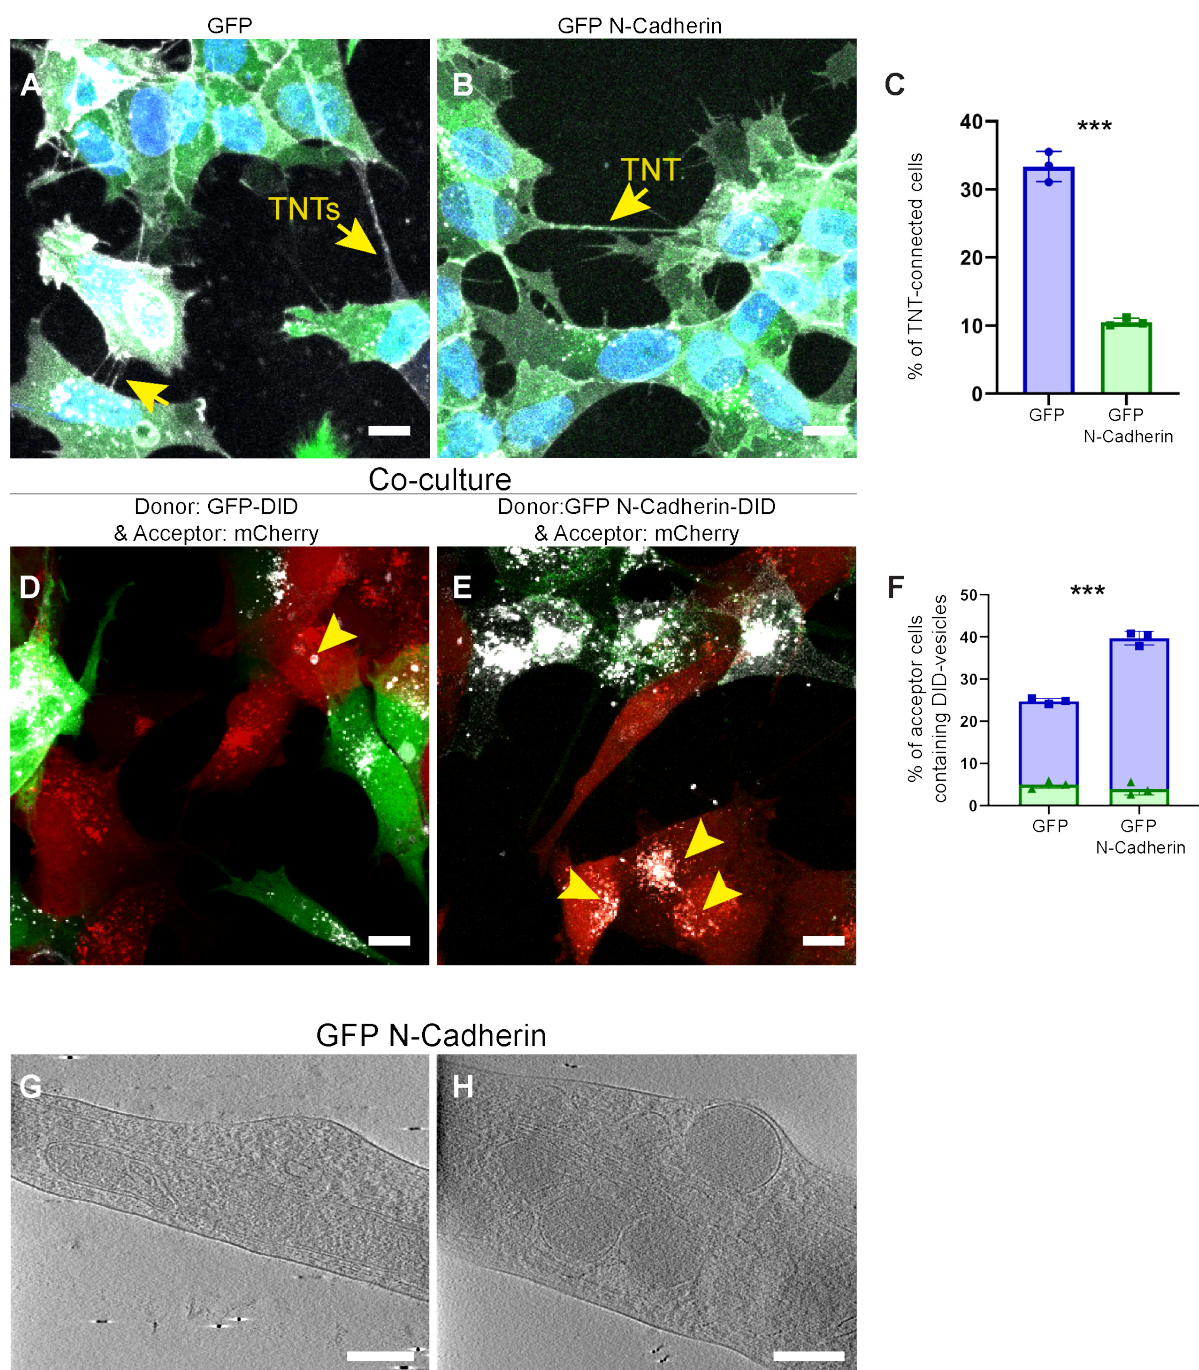 GFP
GFP N-Cadherin
A
TNTs
B
TNT
C
% of TNT-connected cells
40
30
20
10
0
***
GFP
GFP
N-Cadherin
Co-culture
Donor: GFP-DID
& Acceptor: mCherry
Donor:GFP N-Cadherin-DID
& Acceptor: mCherry
D
E
F
% of acceptor cells
containing DID-vesicles
50
40
30
20
10
0
***
GFP
GFP
N-Cadherin
GFP N-Cadherin
G
H